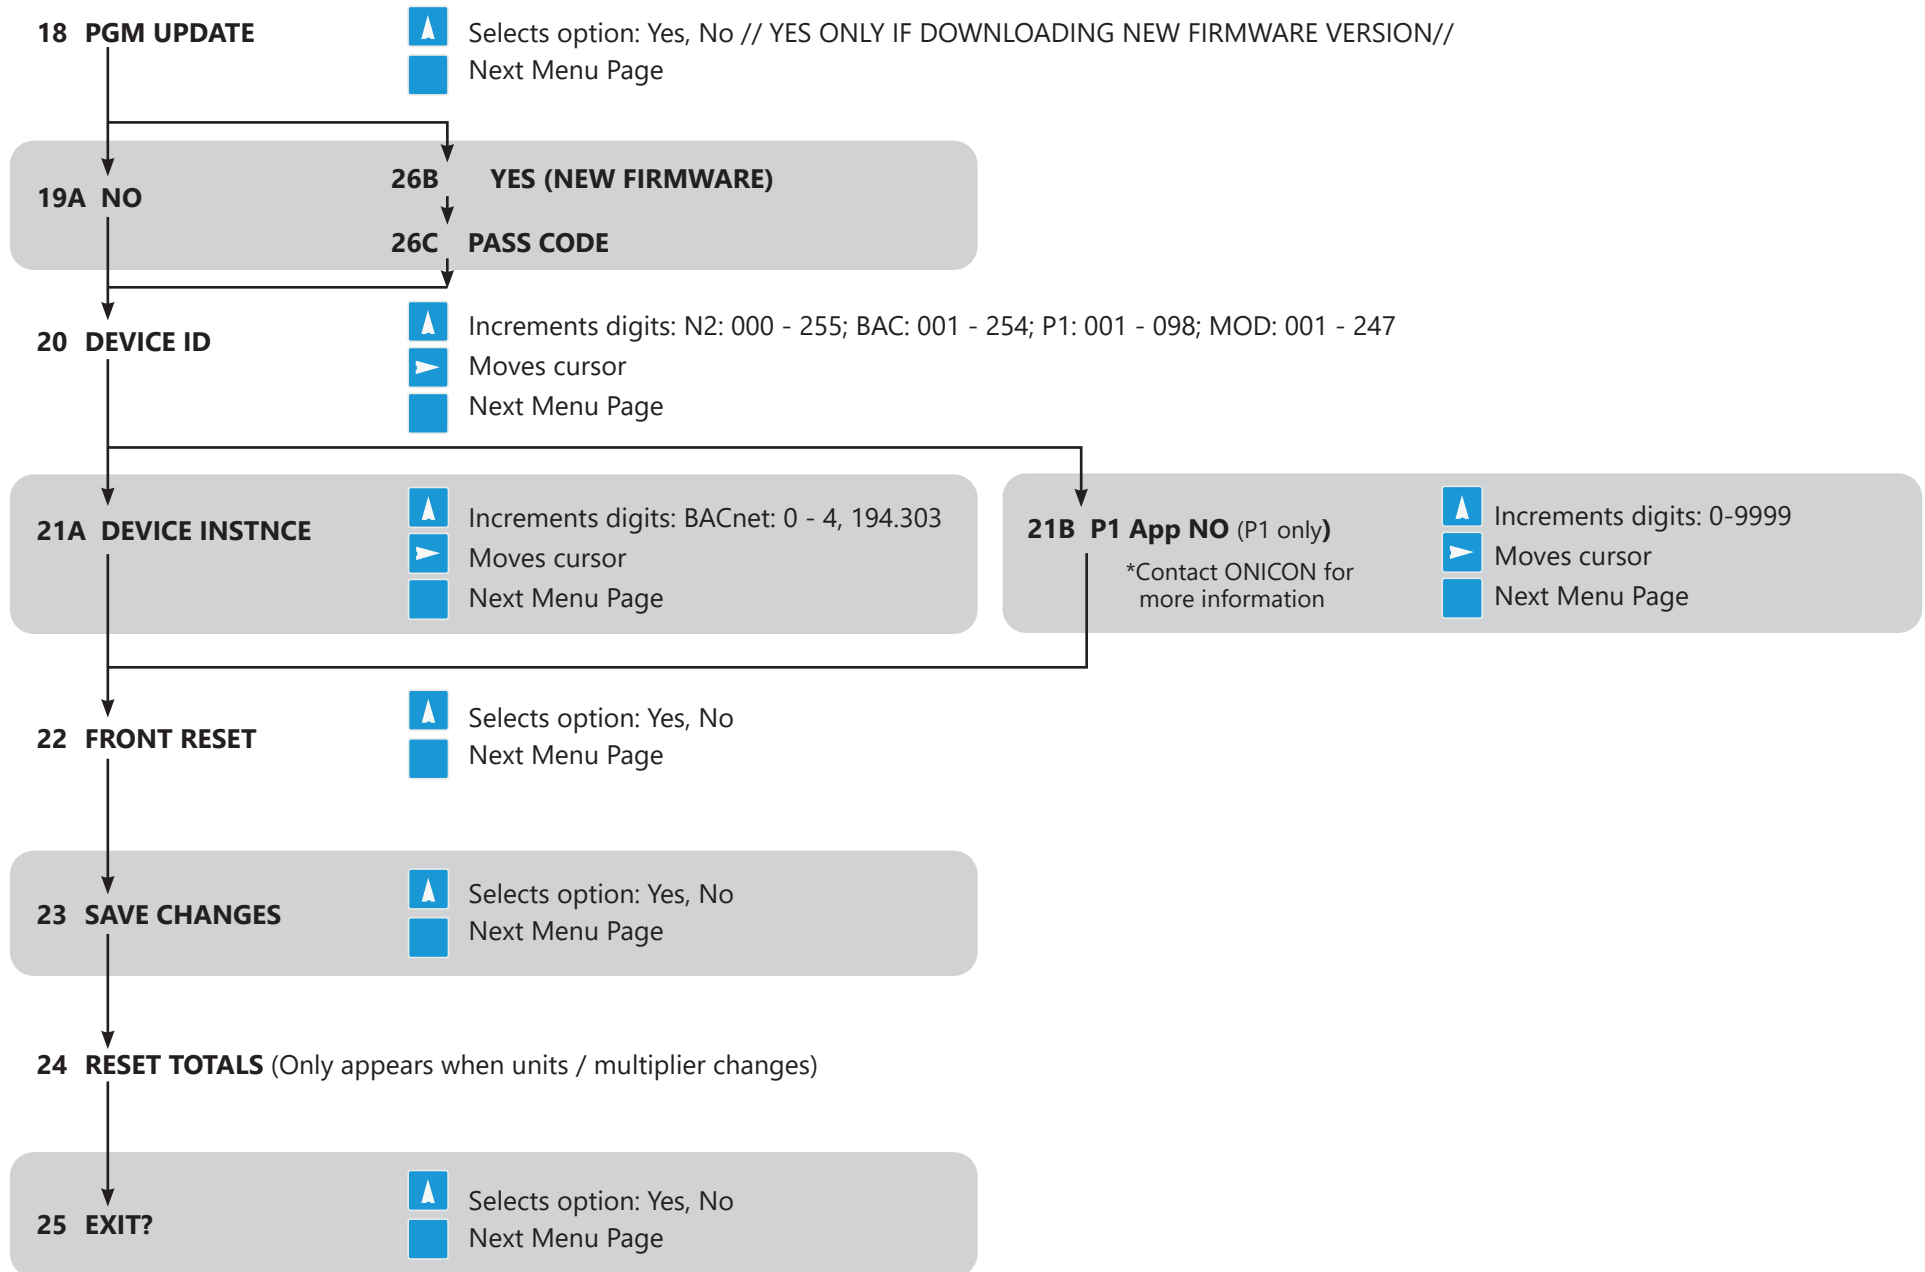 18 PGM UPDATE
Selects option: Yes, No // YES ONLY IF DOWNLOADING NEW FIRMWARE VERSION//
Next Menu Page
19A NO
26B YES (NEW FIRMWARE)
26C PASS CODE
20 DEVICE ID
Increments digits: N2: 000 - 255; BAC: 001 - 254; P1: 001 - 098; MOD: 001 - 247
Moves cursor
Next Menu Page
21A DEVICE INSTNCE
Increments digits: BACnet: 0 - 4, 194.303
Moves cursor
Next Menu Page
21B P1 App NO (P1 only)
*Contact ONICON for
more information
Increments digits: 0-9999
Moves cursor
Next Menu Page
22 FRONT RESET
Selects option: Yes, No
Next Menu Page
23 SAVE CHANGES
Selects option: Yes, No
Next Menu Page
24 RESET TOTALS (Only appears when units / multiplier changes)
25 EXIT?
Selects option: Yes, No
Next Menu Page